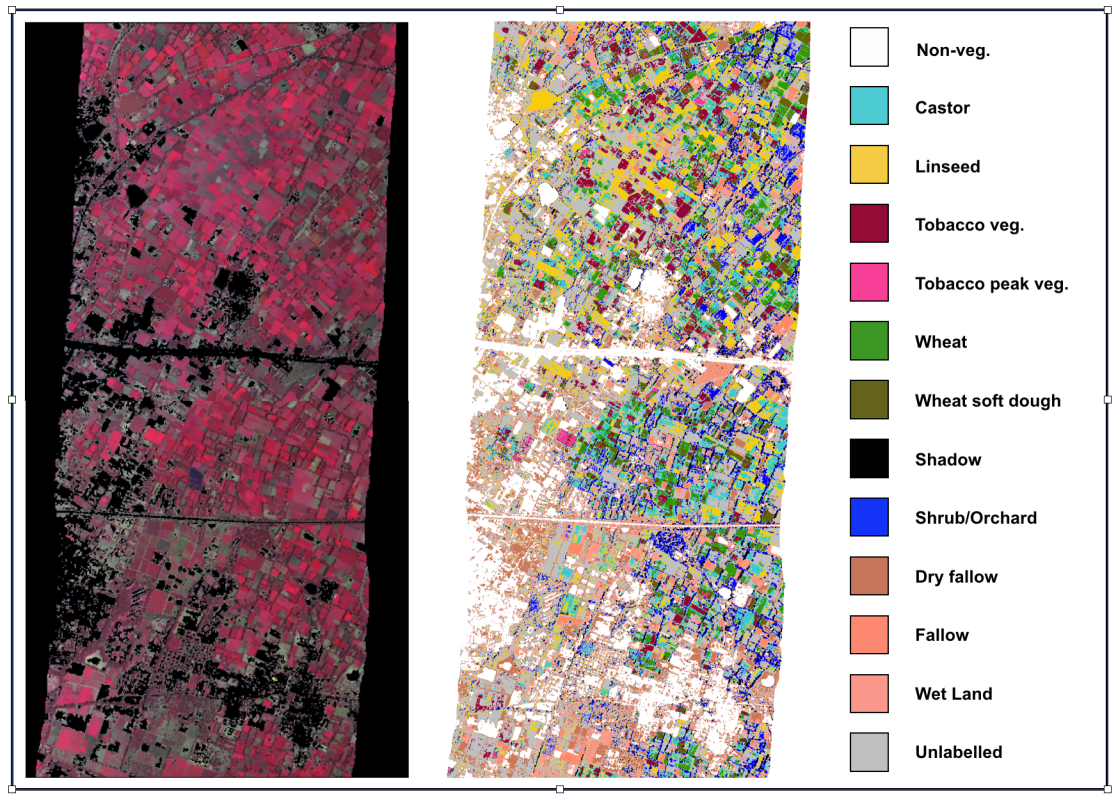 Non-veg.
Castor
Linseed
Tobacco veg.
Tobacco peak veg.
Wheat
Wheat soft dough
Shadow
Shrub/Orchard
Dry fallow
Fallow
Wet Land
Unlabelled